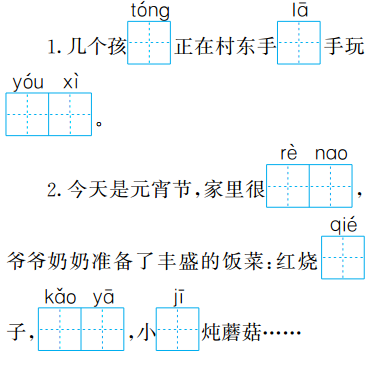 tóng lā
1.几个孩 正在村东手 手玩
yóu xì
。
rè nao
2.今天是元宵节,家里很 ,
qié
爷爷奶奶准备了丰盛的饭菜:红烧
kǎo yā jī
子, ,小 炖蘑菇……